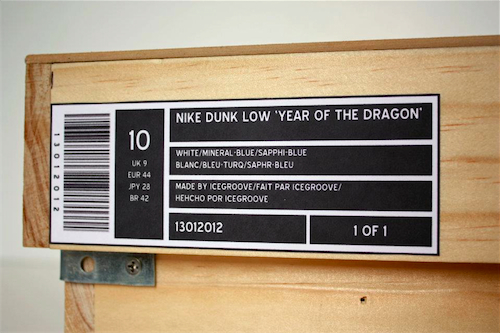 13012012
10
UK 9
EUR 44
JPY 28
BR 42
NIKE DUNK LOW 'YEAR OF THE DRAGON'
WHITE/MINERAL-BLUE/SAPPHI-BLUE
BLANC/BLEU-TURQ/SAPHR-BLEU
MADE BY ICEGROOVE/FAIT PAR ICEGROOVE/
HEHCHO POR ICEGROOVE
13012012
1 OF 1